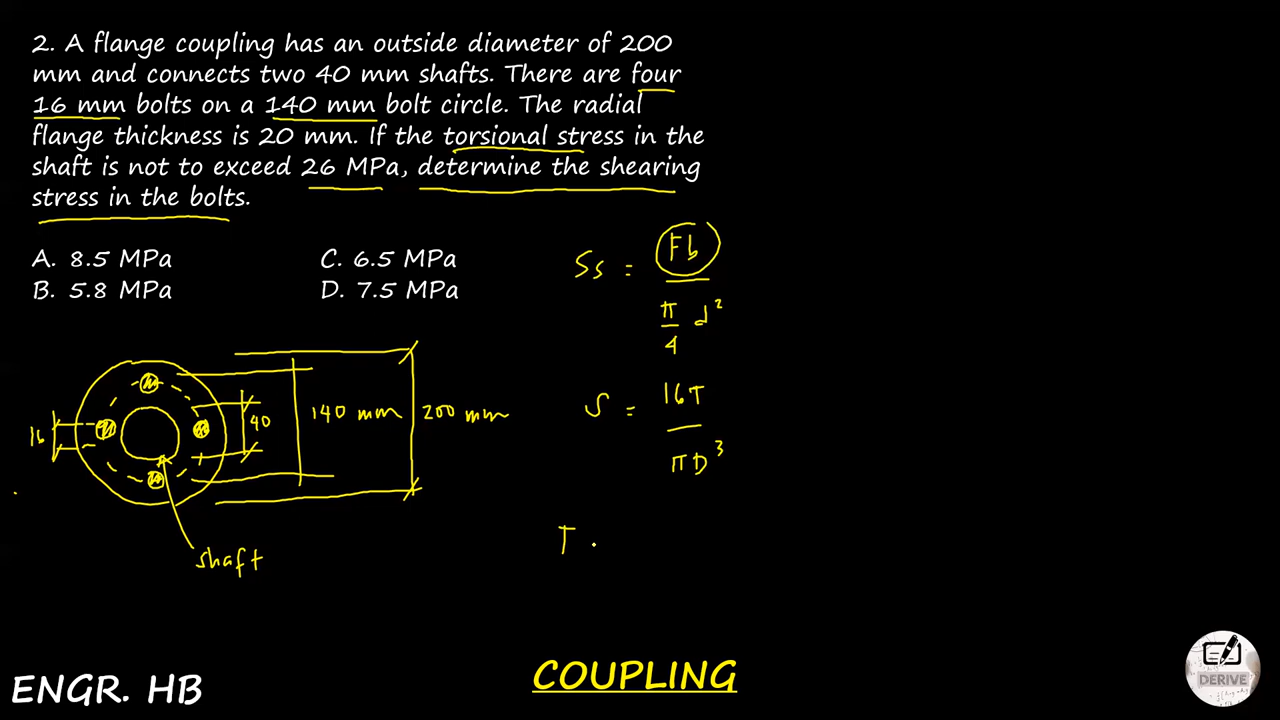 2. A flange coupling has an outside diameter of 200
mm and connects two 40 mm shafts. There are four
16 mm bolts on a 140 mm bolt circle. The radial
flange thickness is 20 mm. If the torsional stress in the
shaft is not to exceed 26 MPa, determine the shearing
stress in the bolts.
A. 8.5 MPa C. 6.5 MPa
B. 5.8 MPa D. 7.5 MPa
Ss = Fb
π/4 d²
S = 16T
πD³
16
40
140 mm
200 mm
shaft
T
ENGR. HB
COUPLING
DERIVE